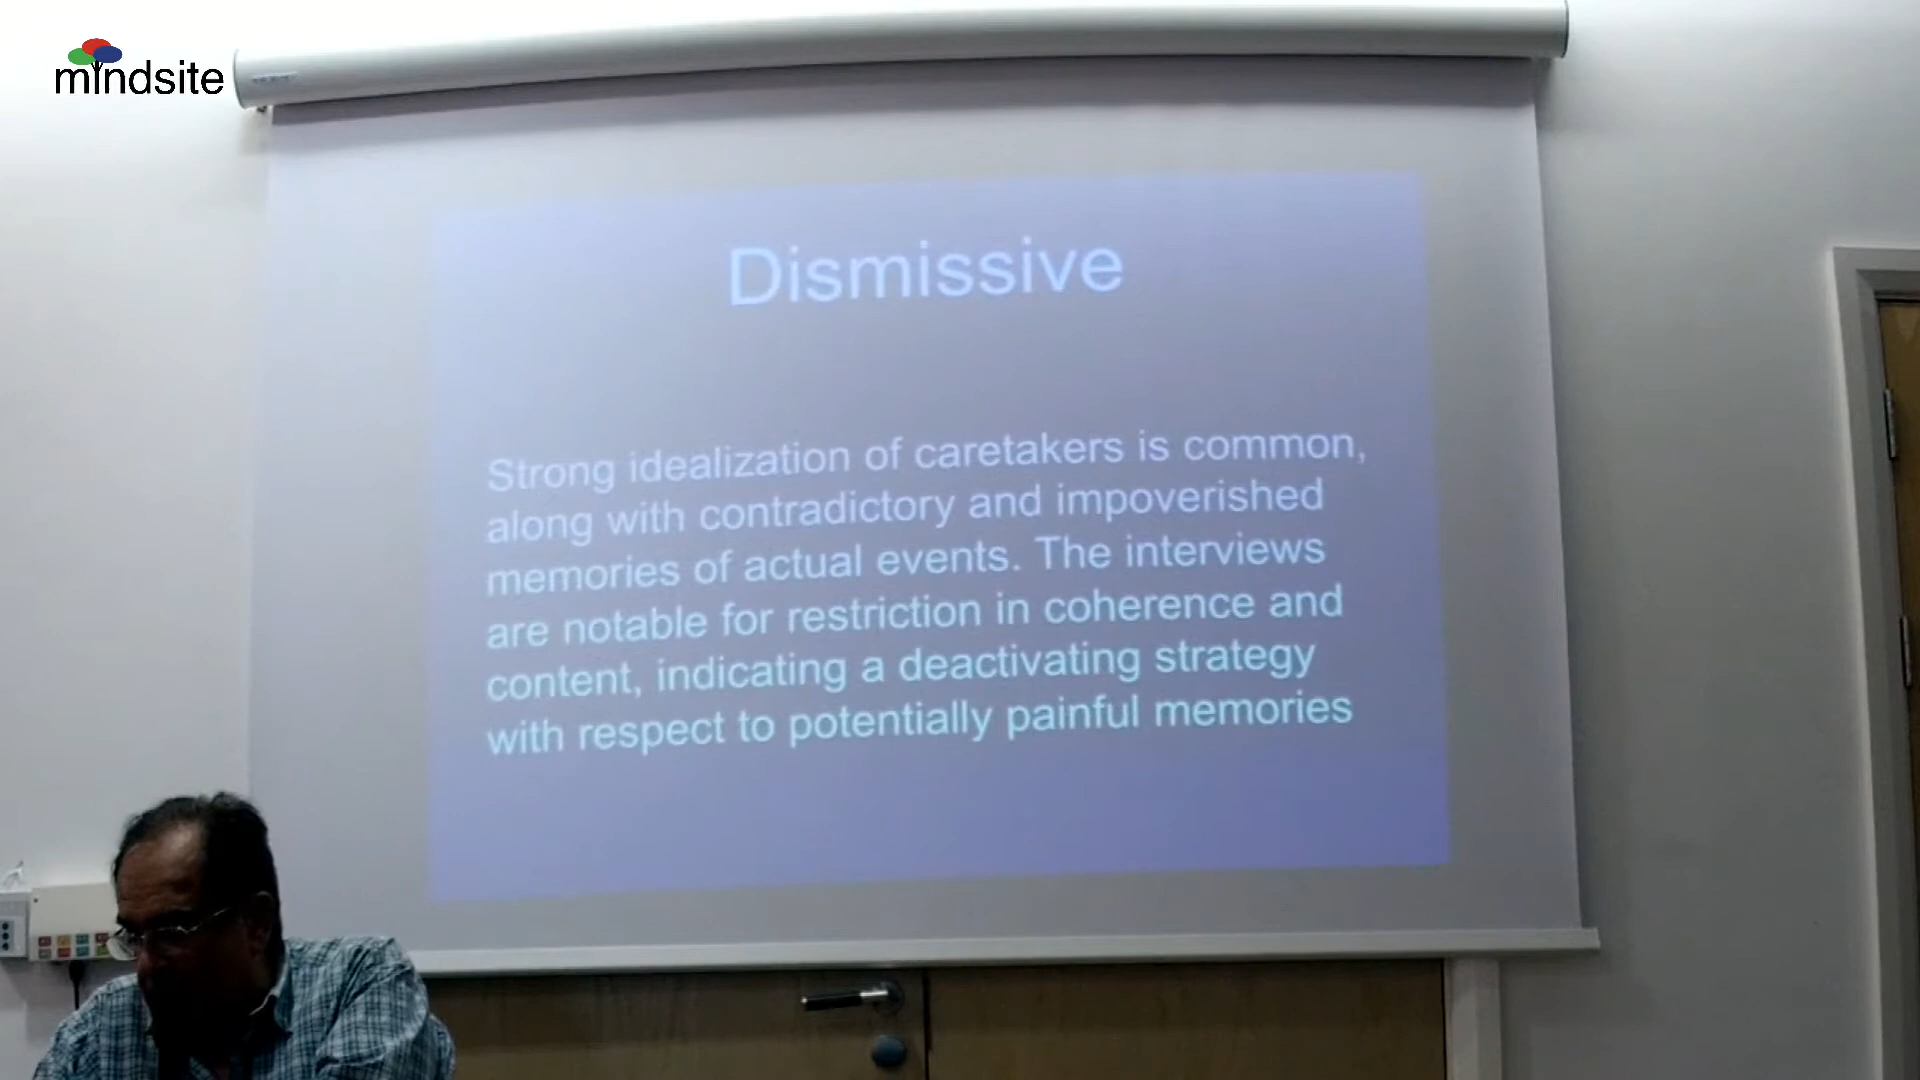 mindsite
Dismissive
Strong idealization of caretakers is common,
along with contradictory and impoverished
memories of actual events. The interviews
are notable for restriction in coherence and
content, indicating a deactivating strategy
with respect to potentially painful memories